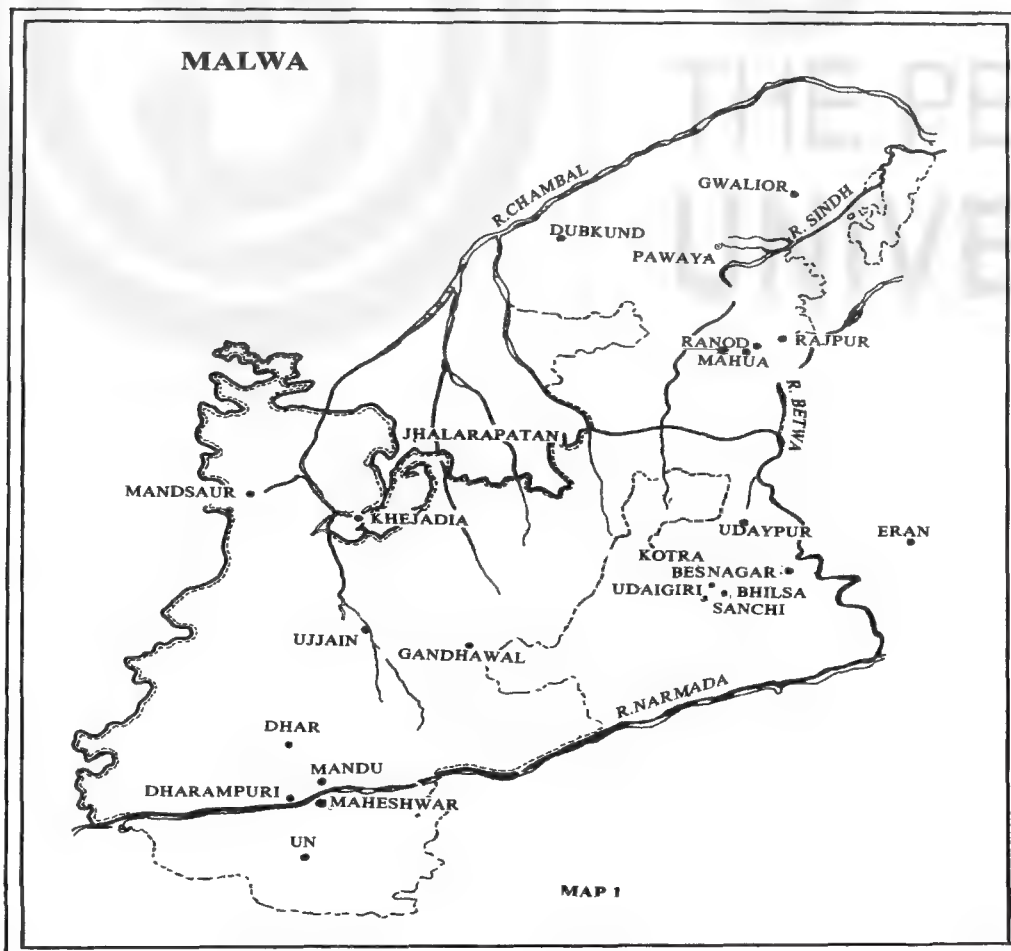 MALWA
R. CHAMBAL
GWALIOR
R. SINDH
DUBKUND
PAWAYA
RANOD
RAJPUR
MAHUA
R. BETWA
JHALARAPATAN
MANDSAUR
KHEJADIA
UDAYPUR
ERAN
KOTRA
BESNAGAR
UDAIGIRI
BHILSA
SANCHI
UJJAIN
GANDHAWAL
R. NARMADA
DHAR
MANDU
DHARAMPURI
MAHESHWAR
UN
MAP 1